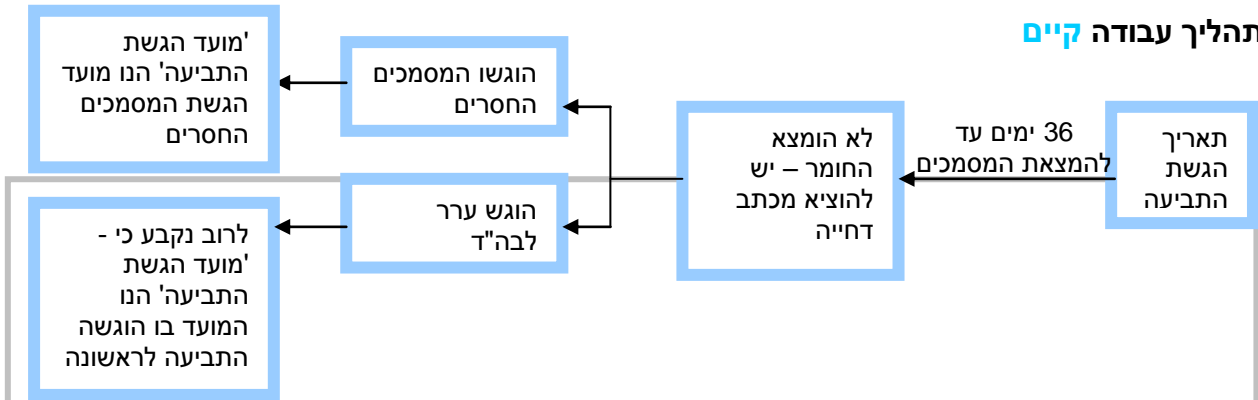 תהליך עבודה קיים
תאריך
הגשת
התביעה
36 ימים עד
להמצאת המסמכים
לא הומצא
החומר – יש
להוציא מכתב
דחייה
הוגשו המסמכים
החסרים
'מועד הגשת
התביעה' הנו מועד
הגשת המסמכים
החסרים
הוגש ערר
לבה"ד
לרוב נקבע כי -
'מועד הגשת
התביעה' הנו
המועד בו הוגשה
התביעה לראשונה